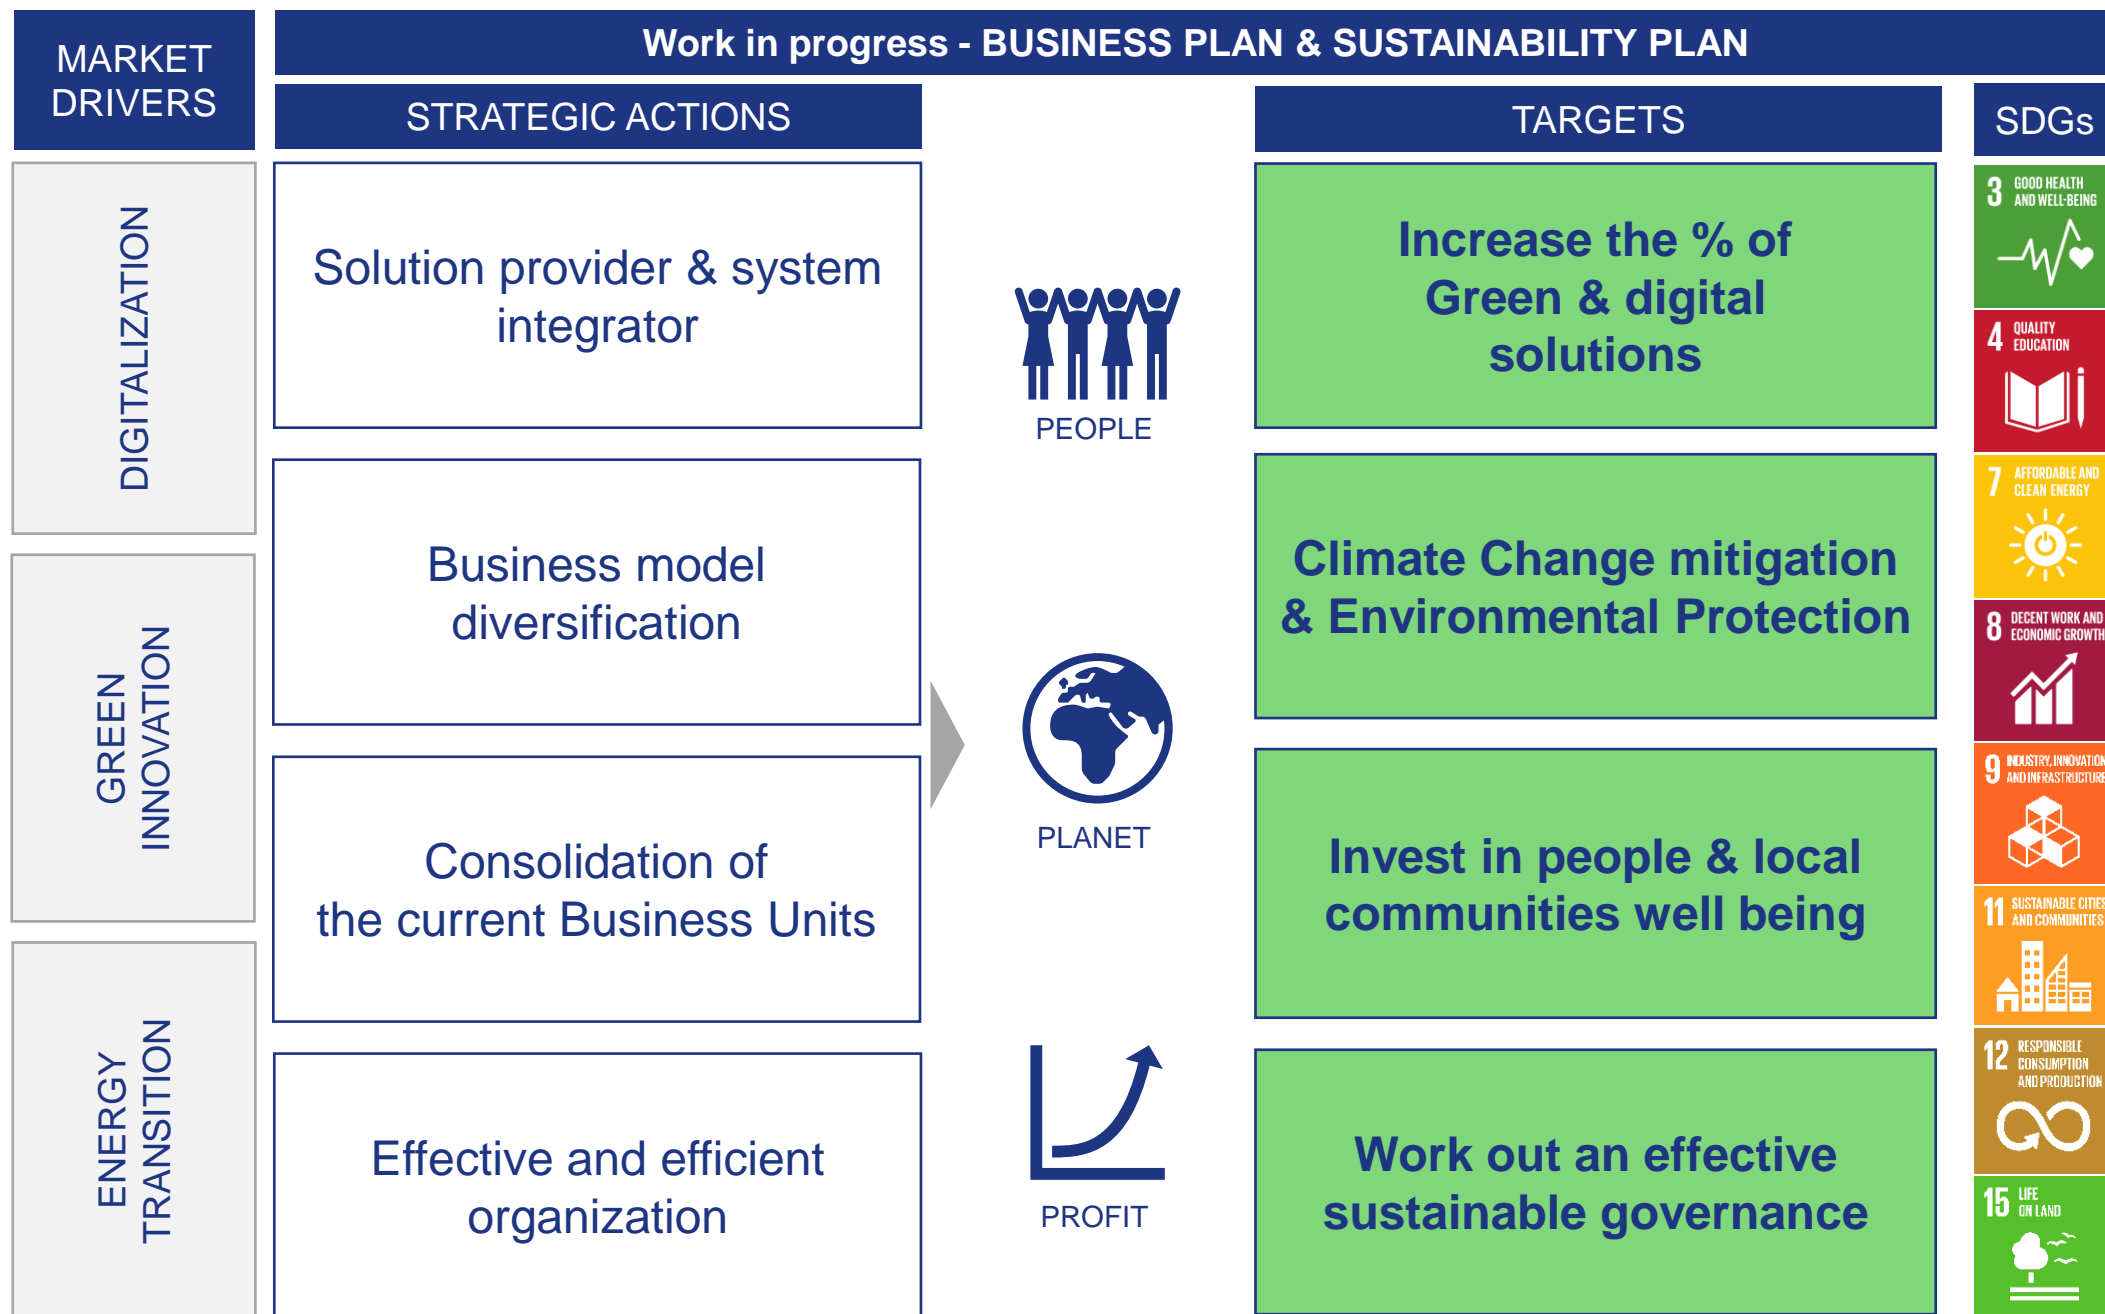 MARKET
DRIVERS
Work in progress - BUSINESS PLAN & SUSTAINABILITY PLAN
STRATEGIC ACTIONS
TARGETS
SDGs
DIGITALIZATION
GREEN
INNOVATION
ENERGY
TRANSITION
Solution provider & system
integrator
Business model
diversification
Consolidation of
the current Business Units
Effective and efficient
organization
PEOPLE
PLANET
PROFIT
Increase the % of
Green & digital
solutions
Climate Change mitigation
& Environmental Protection
Invest in people & local
communities well being
Work out an effective
sustainable governance
3 GOOD HEALTH
AND WELL-BEING
4 QUALITY
EDUCATION
7 AFFORDABLE AND
CLEAN ENERGY
8 DECENT WORK AND
ECONOMIC GROWTH
9 INDUSTRY, INNOVATION
AND INFRASTRUCTURE
11 SUSTAINABLE CITIES
AND COMMUNITIES
12 RESPONSIBLE
CONSUMPTION
AND PRODUCTION
15 LIFE
ON LAND